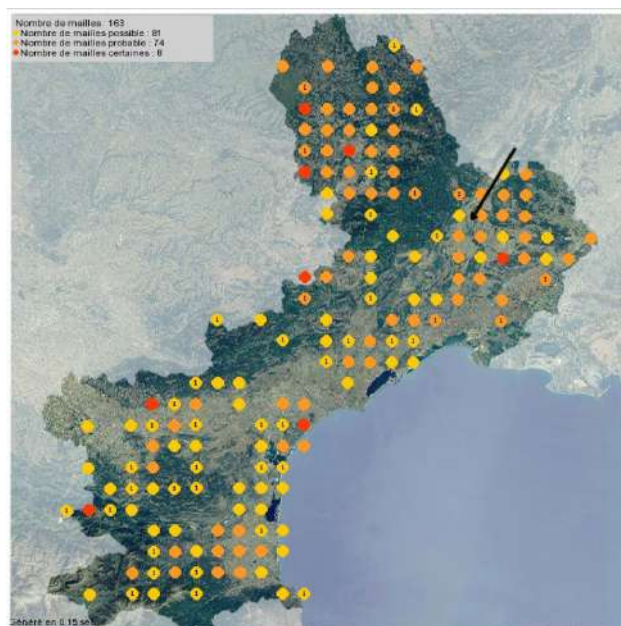 Nombre de mailles: 163
Nombre de mailles possible : 81
Nombre de mailles probable : 74
Nombre de mailles certaines : 8
Généré en 0.15 sec